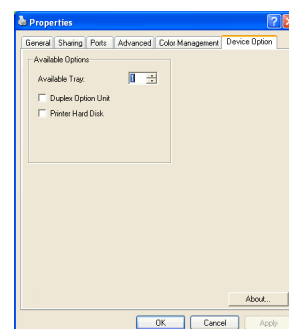 Properties
General Sharing Ports Advanced Color Management Device Option
Available Options
Available Tray: 1
Duplex Option Unit
Printer Hard Disk
About...
OK Cancel Apply